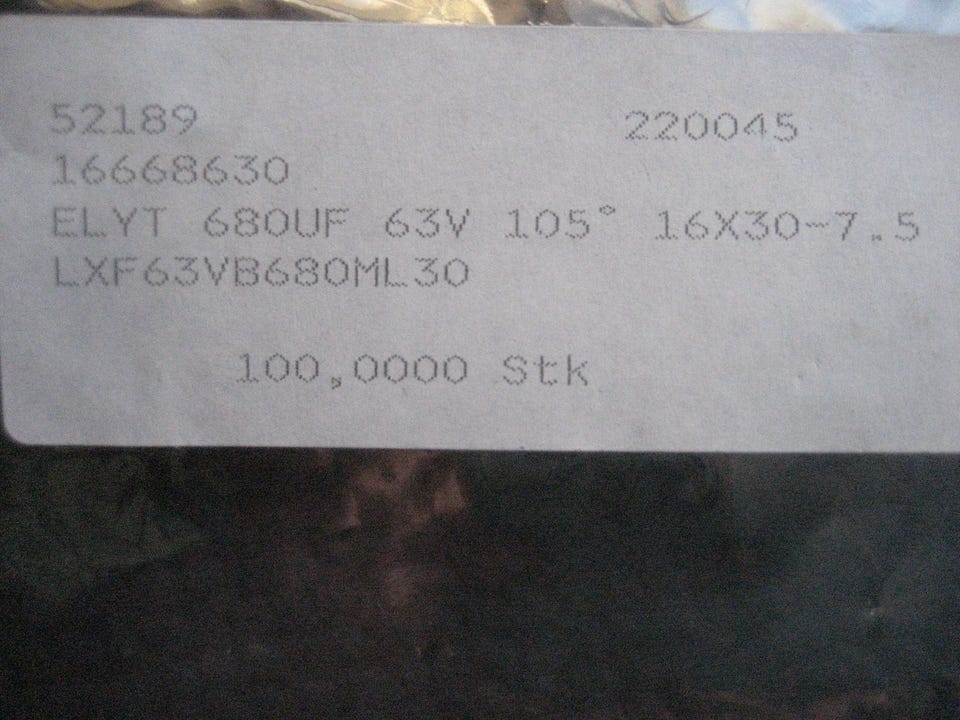 52189 220045
16668630
ELYT 680UF 63V 105° 16X30-7.5
LXF63VB680ML30
100,0000 Stk